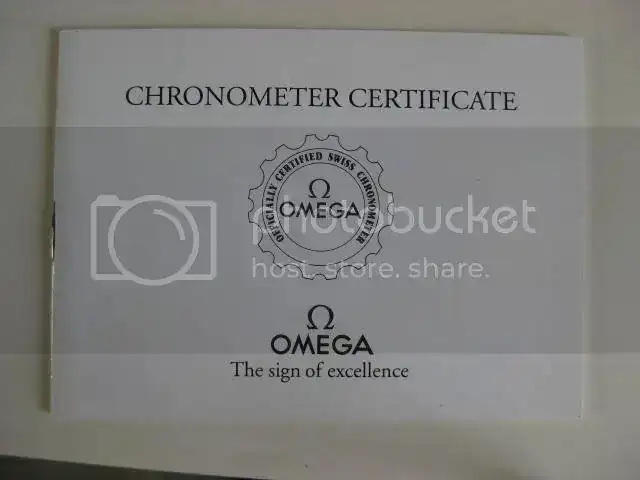 CHRONOMETER CERTIFICATE
OFFICIALLY CERTIFIED SWISS CHRONOMETER
Ω
OMEGA
photobucket
host. store. share.
Ω
OMEGA
The sign of excellence